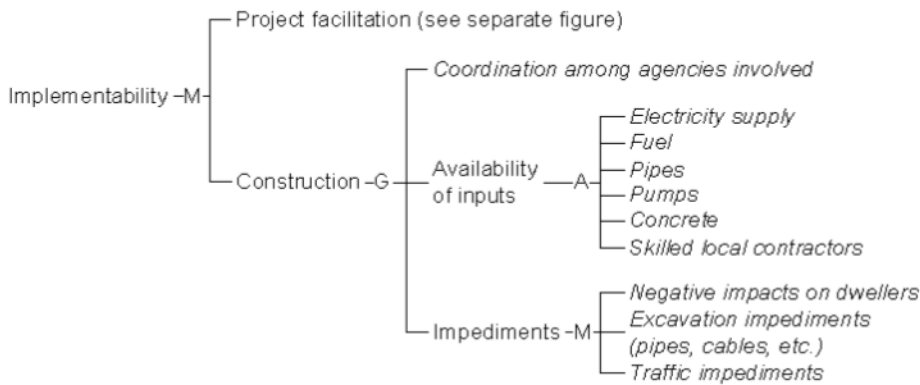 Project facilitation (see separate figure)
Coordination among agencies involved
Implementability –M
Electricity supply
Fuel
Construction –G
Availability
of inputs
A
Pipes
Pumps
Concrete
Skilled local contractors
Negative impacts on dwellers
Impediments –M
Excavation impediments
(pipes, cables, etc.)
Traffic impediments